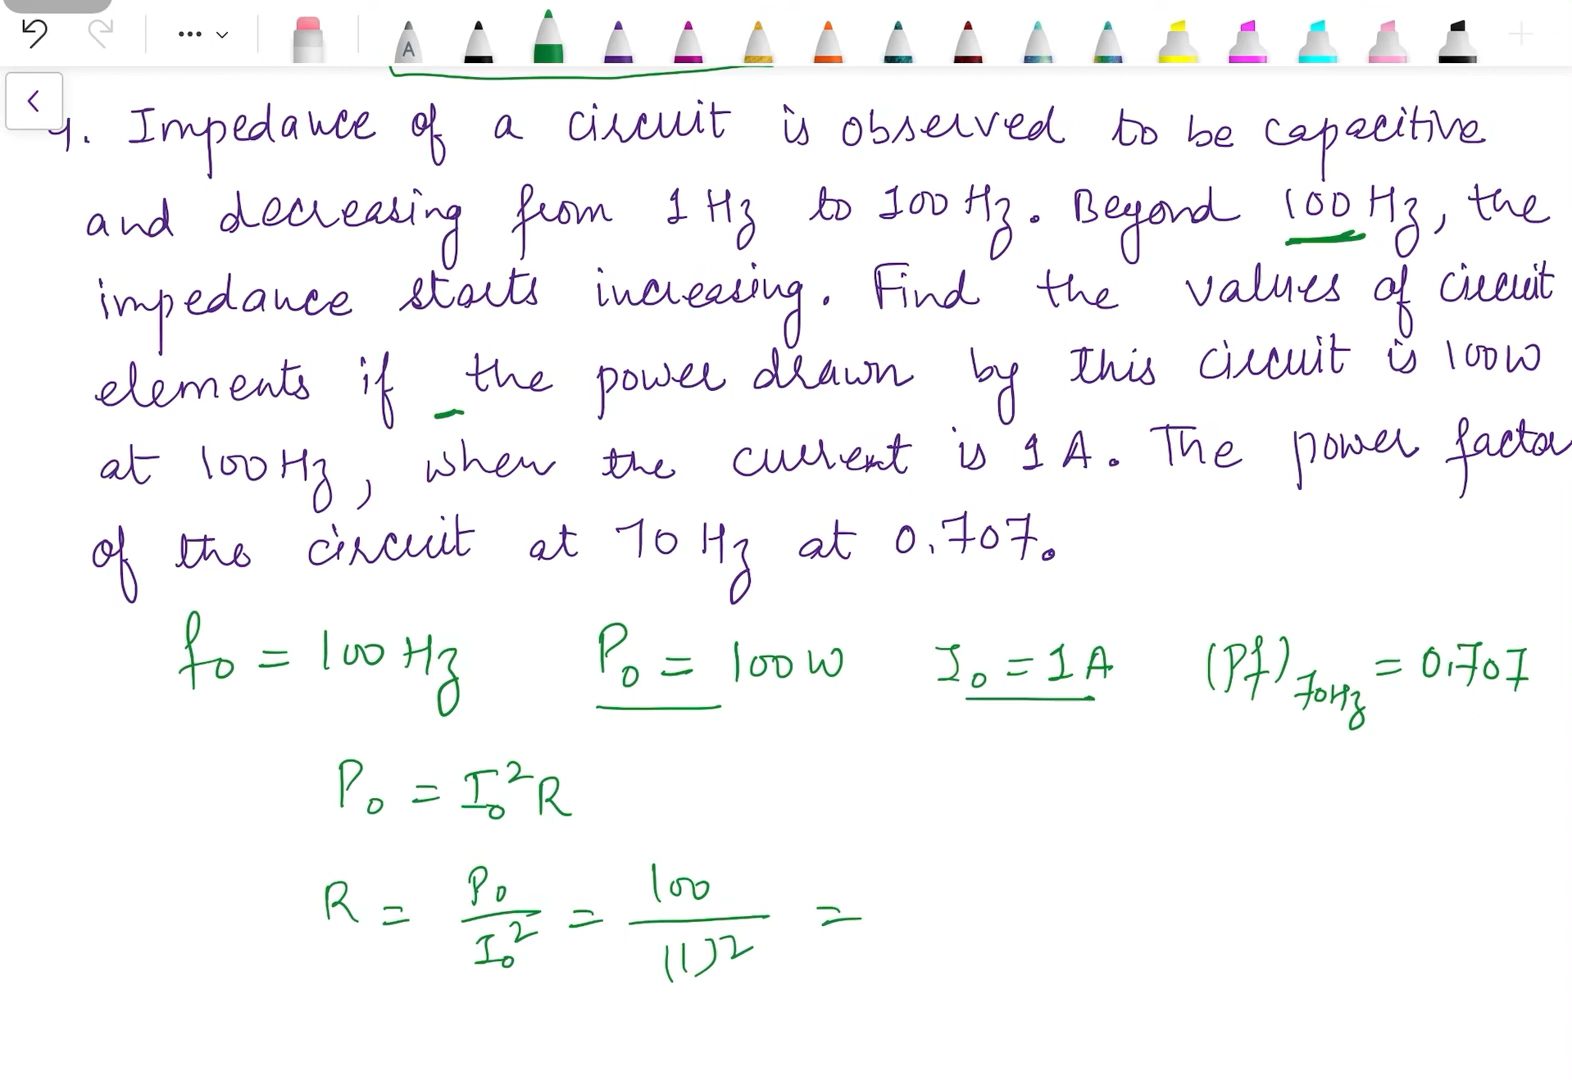 A
4. Impedance of a circuit is observed to be capacitive
and decreasing from 1 Hz to 100 Hz. Beyond 100 Hz, the
impedance starts increasing. Find the values of circuit
elements if the power drawn by this circuit is 100W
at 100 Hz, when the current is 1 A. The power factor
of the circuit at 70 Hz at 0.707.
f₀ = 100 Hz P₀ = 100 W I₀ = 1 A (Pf)₇₀Hz = 0.707
P₀ = I₀²R
R = P₀/I₀² = 100/(1)² =